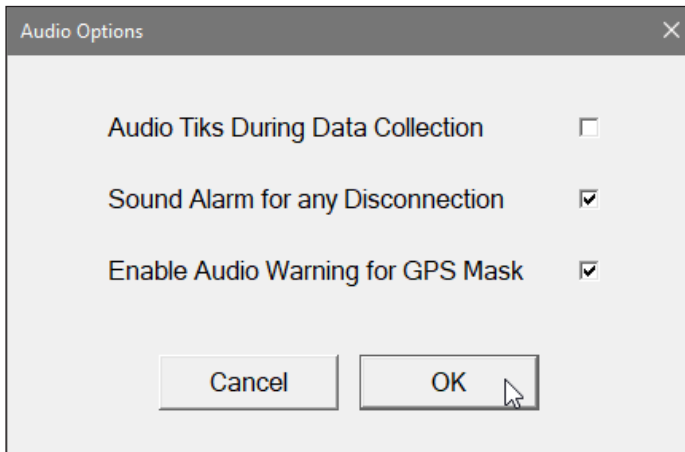 Audio Options
Audio Tiks During Data Collection
Sound Alarm for any Disconnection
Enable Audio Warning for GPS Mask
Cancel OK